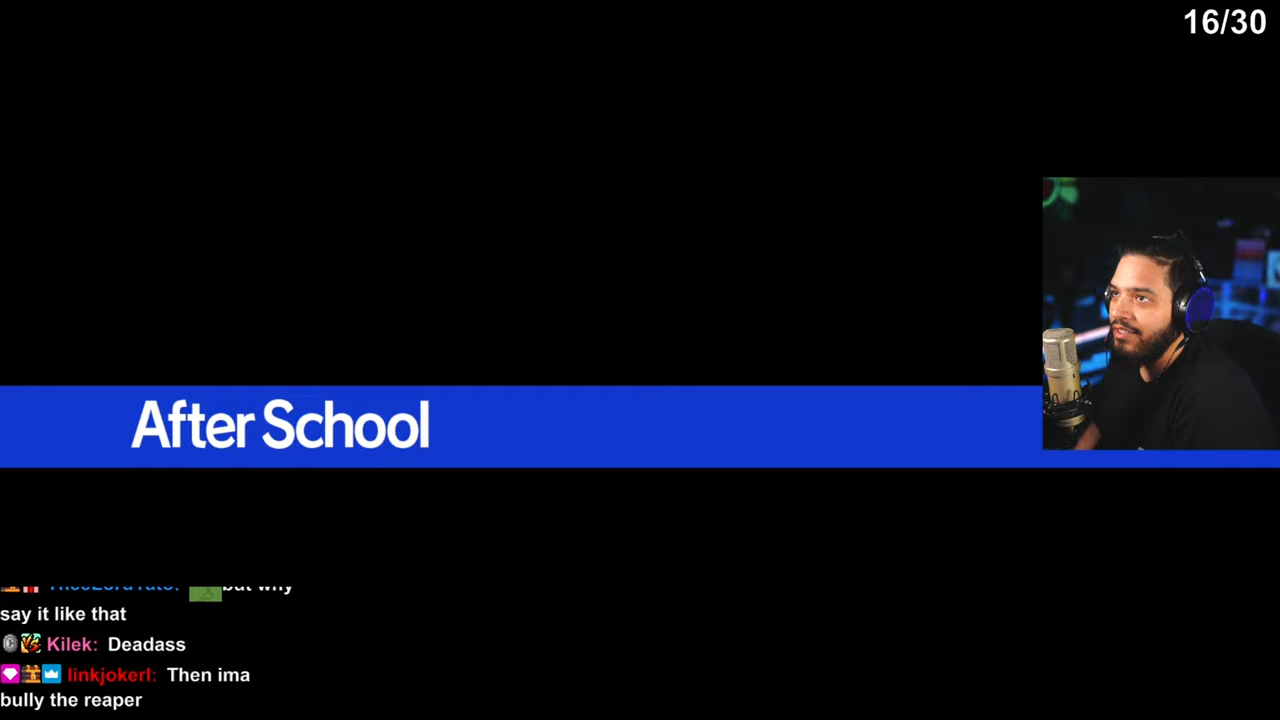 16/30
After School
but why
say it like that
Kilek: Deadass
linkjokerl: Then ima
bully the reaper